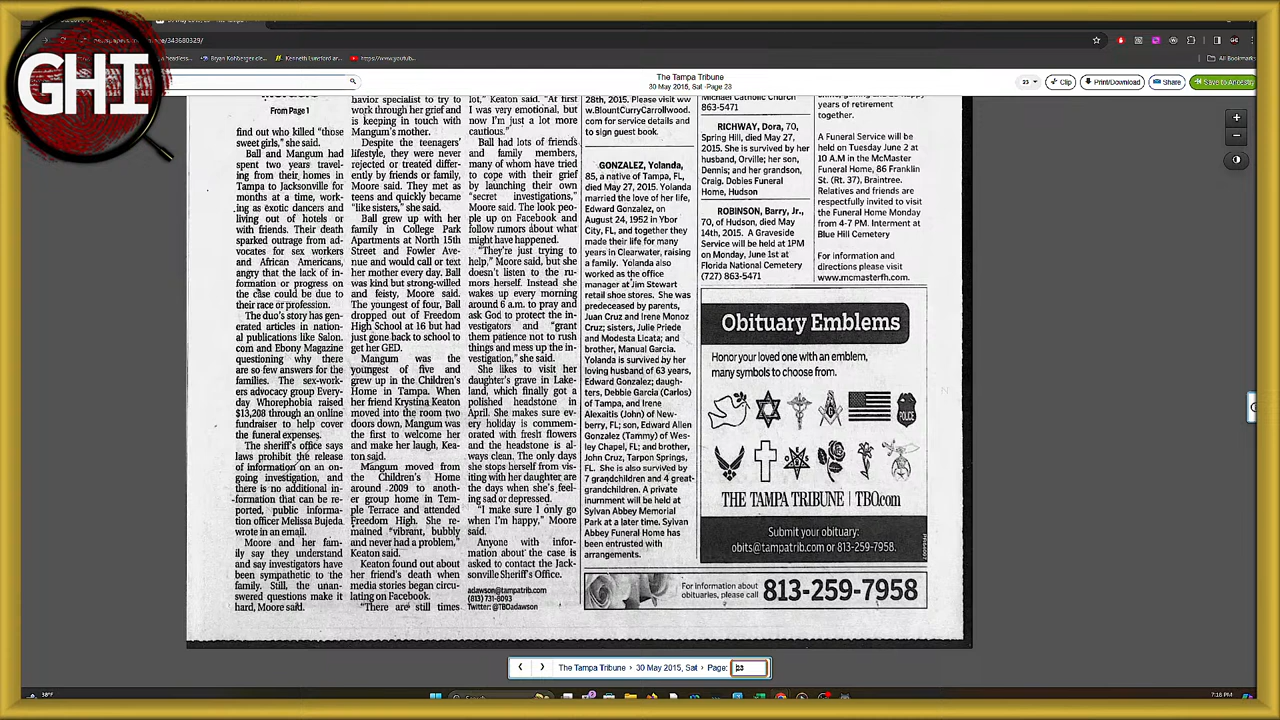 GHI
/343680329/
Bryan Kohberger cle...
Kenneth Lunsford ar...
https://www.youtub...
All Bookmarks
The Tampa Tribune
30 May 2015, Sat · Page 23
23
Clip
Print/Download
Share
Save to Ancestry
From Page 1
find out who killed “those
sweet girls,” she said.
Ball and Mangum had
spent two years travel-
ing from their homes in
Tampa to Jacksonville for
months at a time, work-
ing as exotic dancers and
living out of hotels or
with friends. Their death
sparked outrage from ad-
vocates for sex workers
and African Americans,
angry that the lack of in-
formation or progress on
the case could be due to
their race or profession.
The duo’s story has gen-
erated articles in nation-
al publications like Salon.
com and Ebony Magazine
questioning why there
are so few answers for the
families. The sex-work-
ers advocacy group Every-
day Whorephobia raised
$13,208 through an online
fundraiser to help cover
the funeral expenses.
The sheriff’s office says
laws prohibit the release
of information on an on-
going investigation, and
there is no additional in-
formation that can be re-
ported, public informa-
tion officer Melissa Bujeda
wrote in an email.
Moore and her fam-
ily say they understand
and say investigators have
been sympathetic to the
family. Still, the unan-
swered questions make it
hard, Moore said.
havior specialist to try to
work through her grief and
is keeping in touch with
Mangum’s mother.
Despite the teenagers’
lifestyle, they were never
rejected or treated differ-
ently by friends or family,
Moore said. They met as
teens and quickly became
“like sisters,” she said.
Ball grew up with her
family in College Park
Apartments at North 15th
Street and Fowler Ave-
nue and would call or text
her mother every day. Ball
was kind but strong-willed
and feisty, Moore said.
The youngest of four, Ball
dropped out of Freedom
High School at 16 but had
just gone back to school to
get her GED.
Mangum was the
youngest of five and
grew up in the Children’s
Home in Tampa. When
her friend Krystina Keaton
moved into the room two
doors down, Mangum was
the first to welcome her
and make her laugh, Kea-
ton said.
Mangum moved from
the Children’s Home
around 2009 to anoth-
er group home in Tem-
ple Terrace and attended
Freedom High. She re-
mained “vibrant, bubbly
and never had a problem,”
Keaton said.
Keaton found out about
her friend’s death when
media stories began circu-
lating on Facebook.
“There are still times
lot,” Keaton said. “At first
I was very emotional, but
now I’m just a lot more
cautious.”
Ball had lots of friends
and family members,
many of whom have tried
to cope with their grief
by launching their own
“secret investigations,”
Moore said. The look peo-
ple up on Facebook and
follow rumors about what
might have happened.
“They’re just trying to
help,” Moore said, but she
doesn’t listen to the ru-
mors herself. Instead she
wakes up every morning
around 6 a.m. to pray and
ask God to protect the in-
vestigators and “grant
them patience not to rush
things and mess up the in-
vestigation,” she said.
She likes to visit her
daughter’s grave in Lake-
land, which finally got a
polished headstone in
April. She makes sure ev-
ery holiday is commem-
orated with fresh flowers
and the headstone is al-
ways clean. The only days
she stops herself from vis-
iting with her daughter are
the days when she’s feel-
ing sad or depressed.
“I make sure I only go
when I’m happy,” Moore
said.
Anyone with infor-
mation about the case is
asked to contact the Jack-
sonville Sheriff’s Office.
adawson@tampatrib.com
(813) 731-8093
Twitter: @TBOadawson
28th, 2015. Please visit ww
w.BlountCurryCarrollwood.
com for service details and
to sign guest book.
GONZALEZ, Yolanda,
85, a native of Tampa, FL,
died May 27, 2015. Yolanda
married the love of her life,
Edward Gonzalez, on
August 24, 1952 in Ybor
City, FL, and together they
made their life for many
years in Clearwater, raising
a family. Yolanda also
worked as the office
manager at Jim Stewart
retail shoe stores. She was
predeceased by parents,
Juan Cruz and Irene Monoz
Cruz; sisters, Julie Priede
and Modesta Licata; and
brother, Manual Garcia.
Yolanda is survived by her
loving husband of 63 years,
Edward Gonzalez; daugh-
ters, Debbie Garcia (Carlos)
of Tampa, and Irene
Alexaitis (John) of New-
berry, FL; son, Edward Allen
Gonzalez (Tammy) of Wes-
ley Chapel, FL; and brother,
John Cruz, Tarpon Springs,
FL. She is also survived by
7 grandchildren and 4 great-
grandchildren. A private
inurnment will be held at
Sylvan Abbey Memorial
Park at a later time. Sylvan
Abbey Funeral Home has
been entrusted with
arrangements.
Michael Catholic Church
863-5471
RICHWAY, Dora, 70,
Spring Hill, died May 27,
2015. She is survived by her
husband, Orville; her son,
Dennis; and her grandson,
Craig. Dobies Funeral
Home, Hudson
ROBINSON, Barry, Jr.,
70, of Hudson, died May
14th, 2015. A Graveside
Service will be held at 1PM
on Monday, June 1st at
Florida National Cemetery
(727) 863-5471
years of retirement
together.
A Funeral Service will be
held on Tuesday June 2 at
10 A.M in the McMaster
Funeral Home, 86 Franklin
St. (Rt. 37), Braintree.
Relatives and friends are
respectfully invited to visit
the Funeral Home Monday
from 4-7 PM. Interment at
Blue Hill Cemetery
For information and
directions please visit
www.mcmasterfh.com.
Obituary Emblems
Honor your loved one with an emblem,
many symbols to choose from.
POLICE
THE TAMPA TRIBUNE | TBO.com
Submit your obituary:
obits@tampatrib.com or 813-259-7958.
For information about
obituaries, please call
813-259-7958
The Tampa Tribune › 30 May 2015, Sat › Page:
23
58°F
Search
7:18 PM